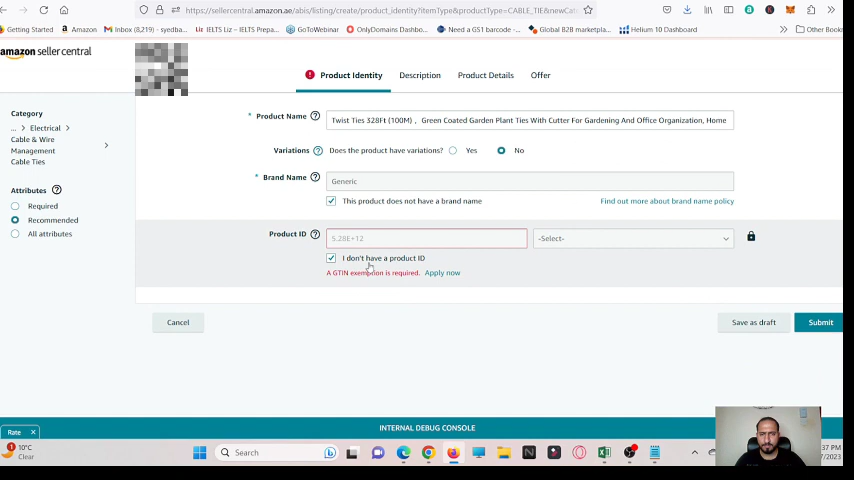 https://sellercentral.amazon.ae/abis/listing/create/product_identity?itemType&productType=CABLE_TIE&newCat
Getting Started
Amazon
Inbox (8,219) - syedba...
IELTS Liz – IELTS Prepa...
GoToWebinar
OnlyDomains Dashbo...
Need a GS1 barcode -...
Global B2B marketpla...
Helium 10 Dashboard
Other Book
amazon seller central
Product Identity
Description
Product Details
Offer
Category
... > Electrical >
Cable & Wire
Management
Cable Ties
Attributes
Required
Recommended
All attributes
* Product Name
Twist Ties 328Ft (100M) , Green Coated Garden Plant Ties With Cutter For Gardening And Office Organization, Home
Variations
Does the product have variations?
Yes
No
* Brand Name
Generic
This product does not have a brand name
Find out more about brand name policy
Product ID
5.28E+12
-Select-
I don't have a product ID
A GTIN exemption is required. Apply now
Cancel
Save as draft
Submit
INTERNAL DEBUG CONSOLE
Rate ×
10°C
Clear
Search
:37 PM
/2023